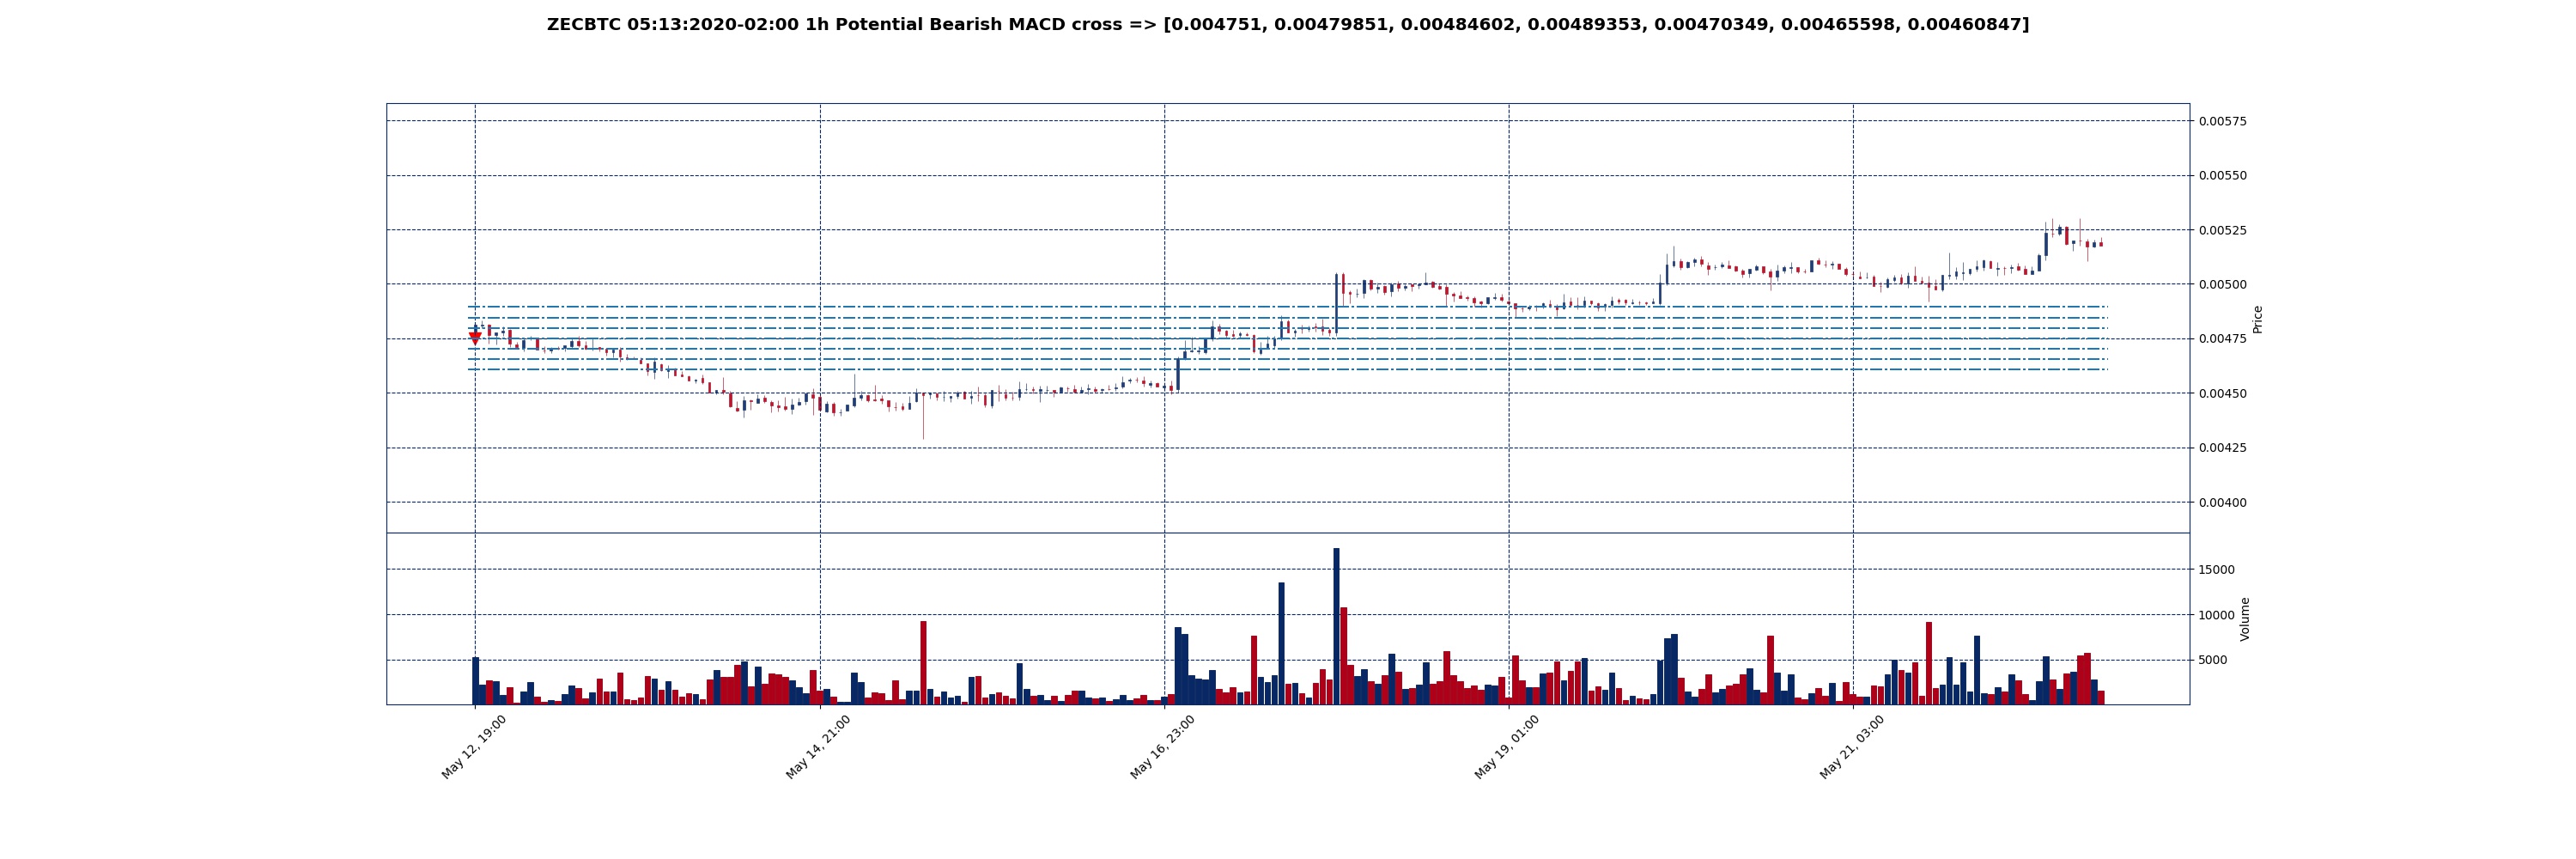 ZECBTC 05:13:2020-02:00 1h Potential Bearish MACD cross => [0.004751, 0.00479851, 0.00484602, 0.00489353, 0.00470349, 0.00465598, 0.00460847]
0.00575
0.00550
0.00525
0.00500
0.00475
0.00450
0.00425
0.00400
Price
15000
10000
5000
Volume
May 12, 19:00
May 14, 21:00
May 16, 23:00
May 19, 01:00
May 21, 03:00